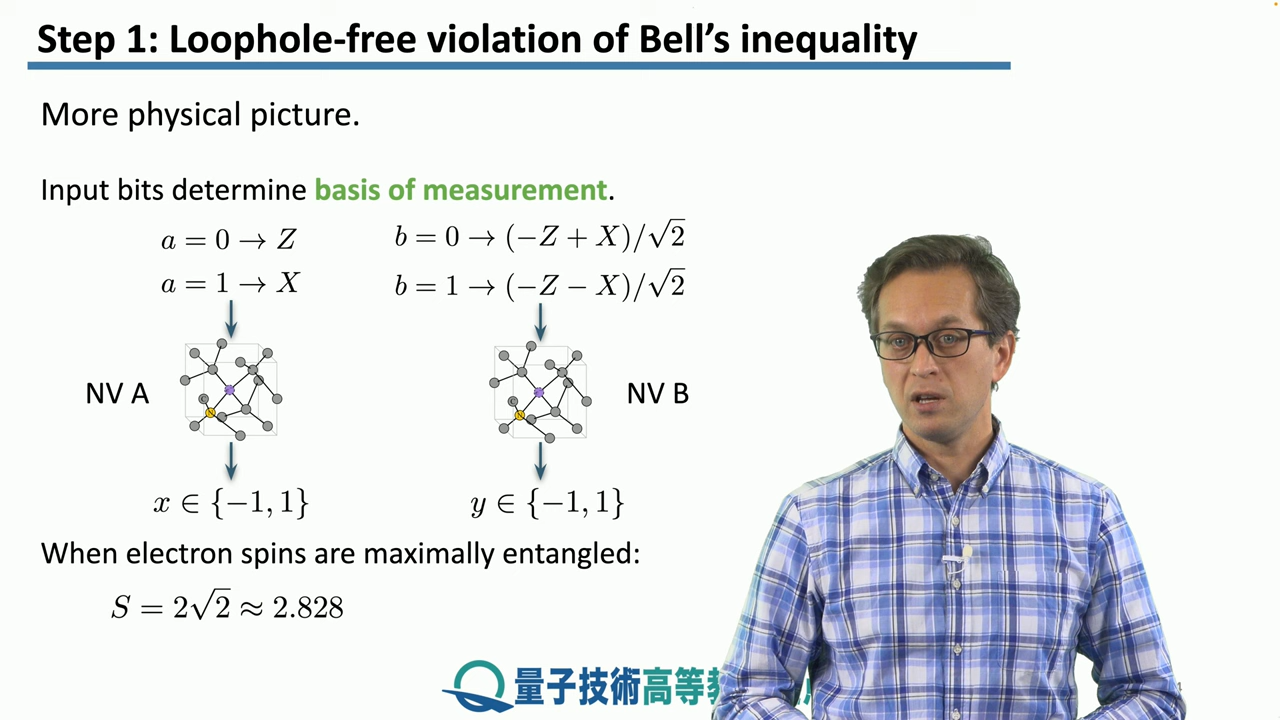 Step 1: Loophole-free violation of Bell's inequality
More physical picture.
Input bits determine basis of measurement.
a = 0 → Z
b = 0 → (−Z + X)/√2
a = 1 → X
b = 1 → (−Z − X)/√2
NV A
NV B
x ∈ {−1, 1}
y ∈ {−1, 1}
When electron spins are maximally entangled:
S = 2√2 ≈ 2.828
量子技術高等